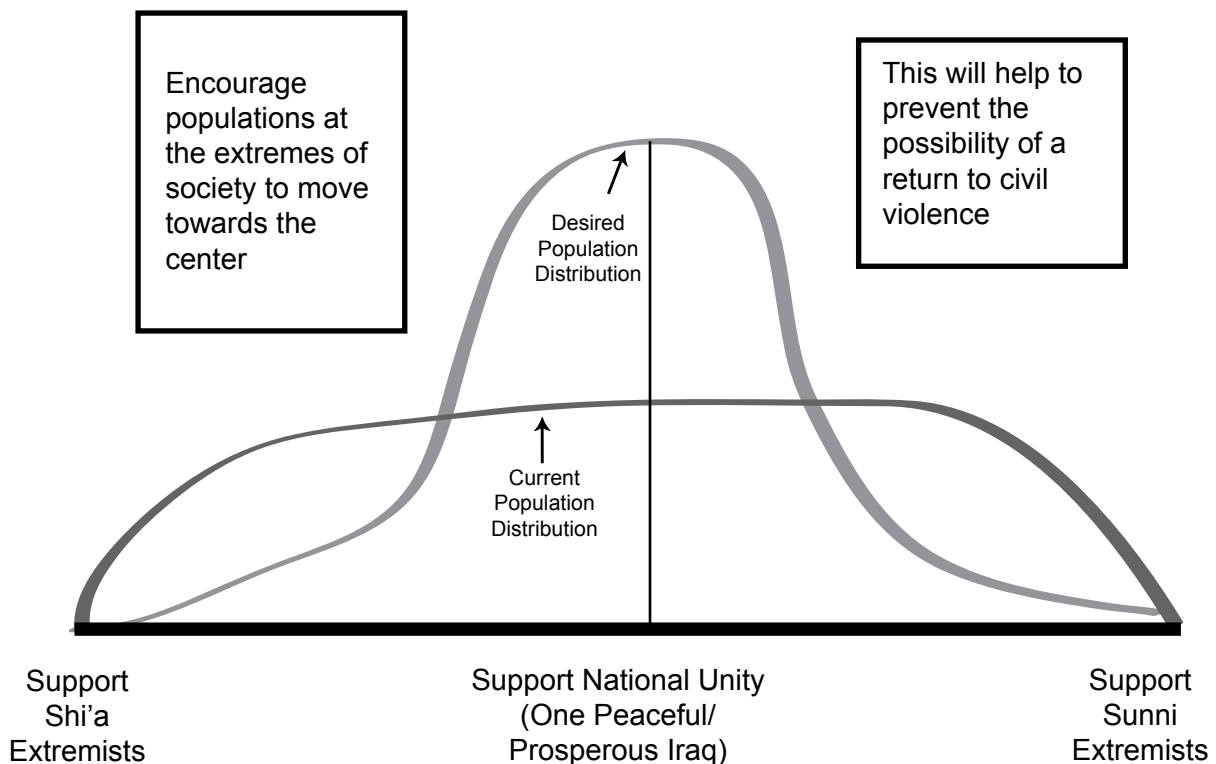 Encourage
populations at
the extremes of
society to move
towards the
center
This will help to
prevent the
possibility of a
return to civil
violence
Desired
Population
Distribution
Current
Population
Distribution
Support
Shi’a
Extremists
Support National Unity
(One Peaceful/
Prosperous Iraq)
Support
Sunni
Extremists